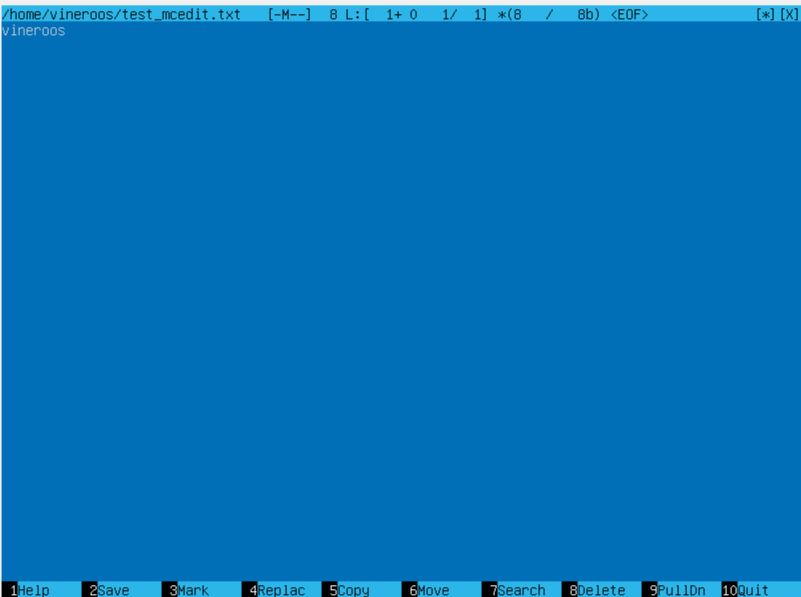 /home/vineroos/test_mcedit.txt   [-M--]  8 L:[  1+ 0   1/  1] *(8   /   8b) <EOF>   [*][X]
vineroos
1Help  2Save  3Mark  4Replac  5Copy  6Move  7Search  8Delete  9PullDn  10Quit